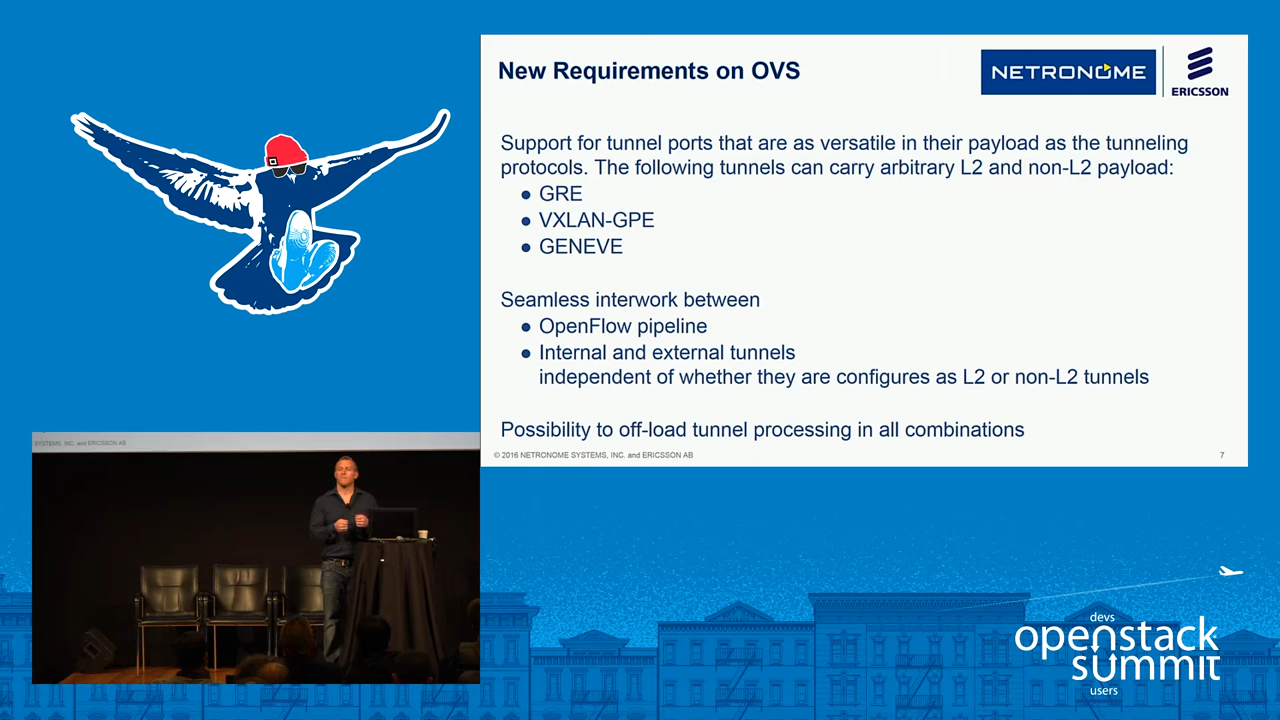 New Requirements on OVS
NETRONOME
ERICSSON
Support for tunnel ports that are as versatile in their payload as the tunneling
protocols. The following tunnels can carry arbitrary L2 and non-L2 payload:
● GRE
● VXLAN-GPE
● GENEVE
Seamless interwork between
● OpenFlow pipeline
● Internal and external tunnels
independent of whether they are configures as L2 or non-L2 tunnels
Possibility to off-load tunnel processing in all combinations
© 2016 NETRONOME SYSTEMS, INC. and ERICSSON AB
7
SYSTEMS, INC. and ERICSSON AB
devs
openstack
summit
users